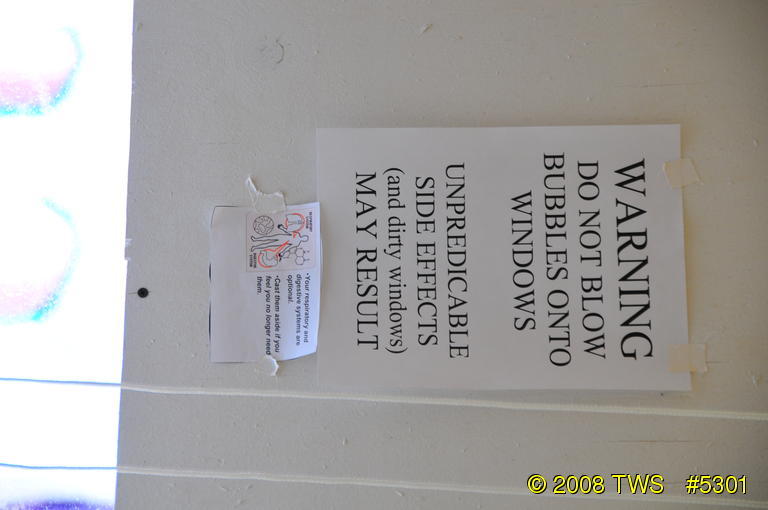 WARNING
DO NOT BLOW
BUBBLES ONTO
WINDOWS
UNPREDICABLE
SIDE EFFECTS
(and dirty windows)
MAY RESULT
•Your respiratory and
digestive systems are
optional.
•Cast them aside if you
feel you no longer need
them.
© 2008 TWS #5301